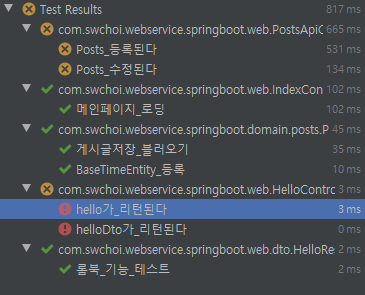 Test Results 817 ms
com.swchoi.webservice.springboot.web.PostsApiC 665 ms
Posts_등록된다 531 ms
Posts_수정된다 134 ms
com.swchoi.webservice.springboot.web.IndexCon 102 ms
메인페이지_로딩 102 ms
com.swchoi.webservice.springboot.domain.posts.P 45 ms
게시글저장_불러오기 35 ms
BaseTimeEntity_등록 10 ms
com.swchoi.webservice.springboot.web.HelloContro 3 ms
hello가_리턴된다 3 ms
helloDto가_리턴된다 0 ms
com.swchoi.webservice.springboot.web.dto.HelloRe 2 ms
롬북_기능_테스트 2 ms